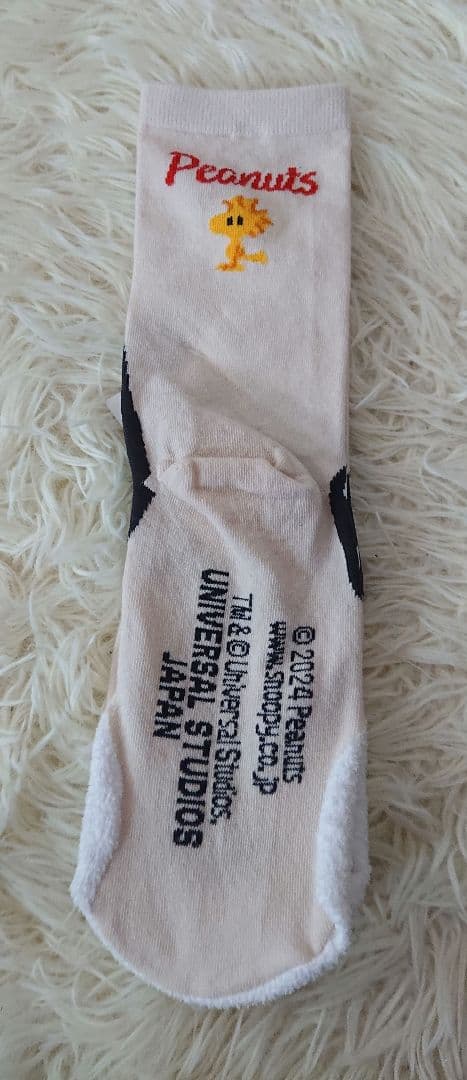 Peanuts
© 2024 Peanuts
www.snoopy.co.jp
TM & © Universal Studios.
UNIVERSAL STUDIOS
JAPAN